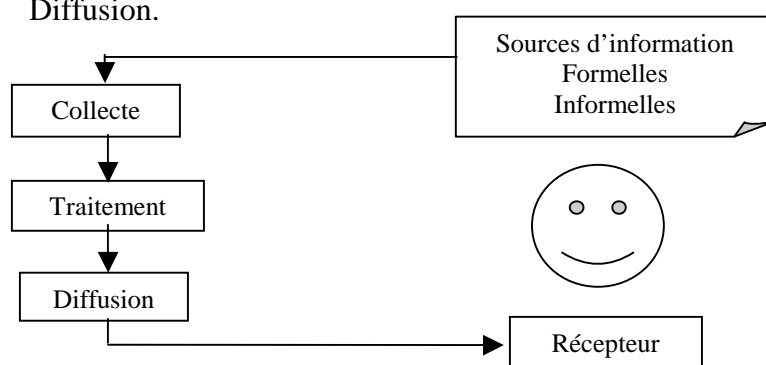 Diffusion.
Sources d’information
Formelles
Informelles
Collecte
Traitement
Diffusion
Récepteur